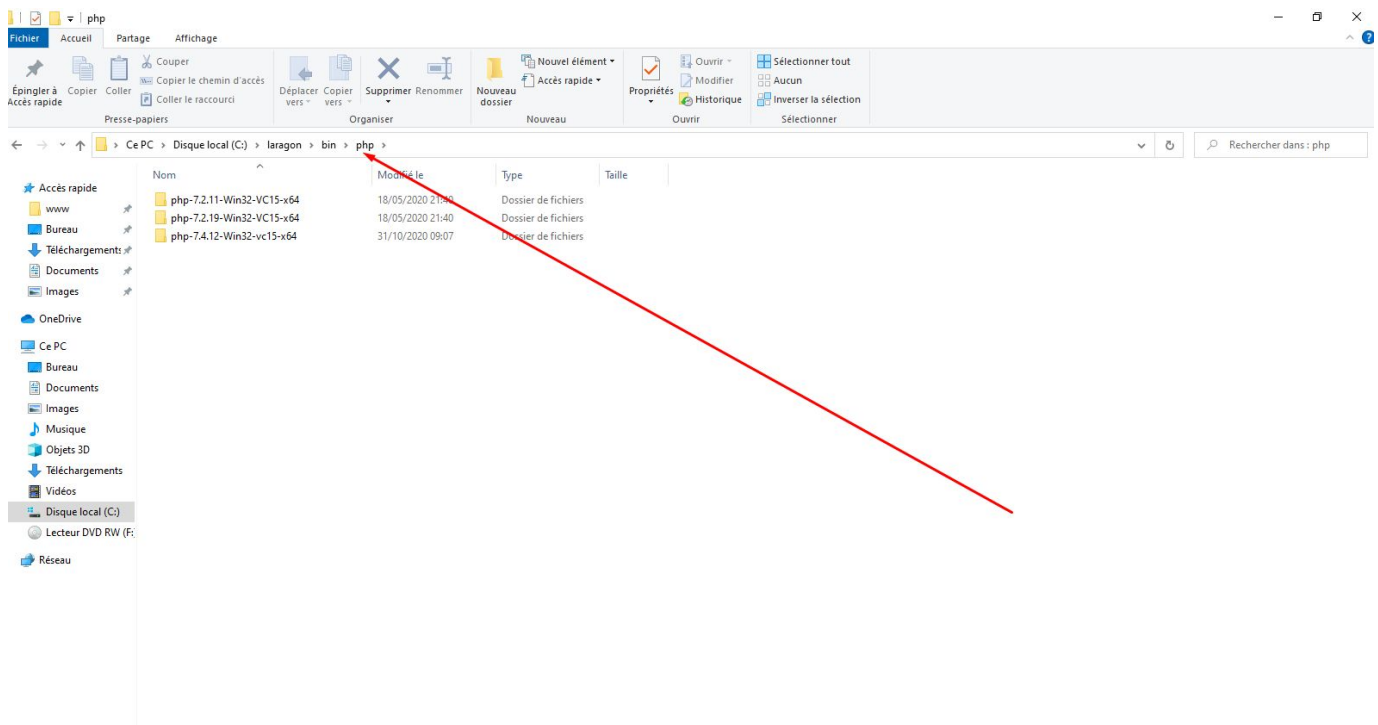 php
Fichier Accueil Partage Affichage
Épingler à Accès rapide
Copier
Coller
Couper
Copier le chemin d'accès
Coller le raccourci
Presse-papiers
Déplacer vers
Copier vers
Supprimer
Renommer
Organiser
Nouveau dossier
Nouvel élément
Accès rapide
Nouveau
Propriétés
Ouvrir
Modifier
Historique
Ouvrir
Sélectionner tout
Aucun
Inverser la sélection
Sélectionner
Ce PC > Disque local (C:) > laragon > bin > php >
Rechercher dans : php
Nom Modifié le Type Taille
php-7.2.11-Win32-VC15-x64 18/05/2020 21:40 Dossier de fichiers
php-7.2.19-Win32-VC15-x64 18/05/2020 21:40 Dossier de fichiers
php-7.4.12-Win32-vc15-x64 31/10/2020 09:07 Dossier de fichiers
Accès rapide
www
Bureau
Téléchargements
Documents
Images
OneDrive
Ce PC
Bureau
Documents
Images
Musique
Objets 3D
Téléchargements
Vidéos
Disque local (C:)
Lecteur DVD RW (F:
Réseau